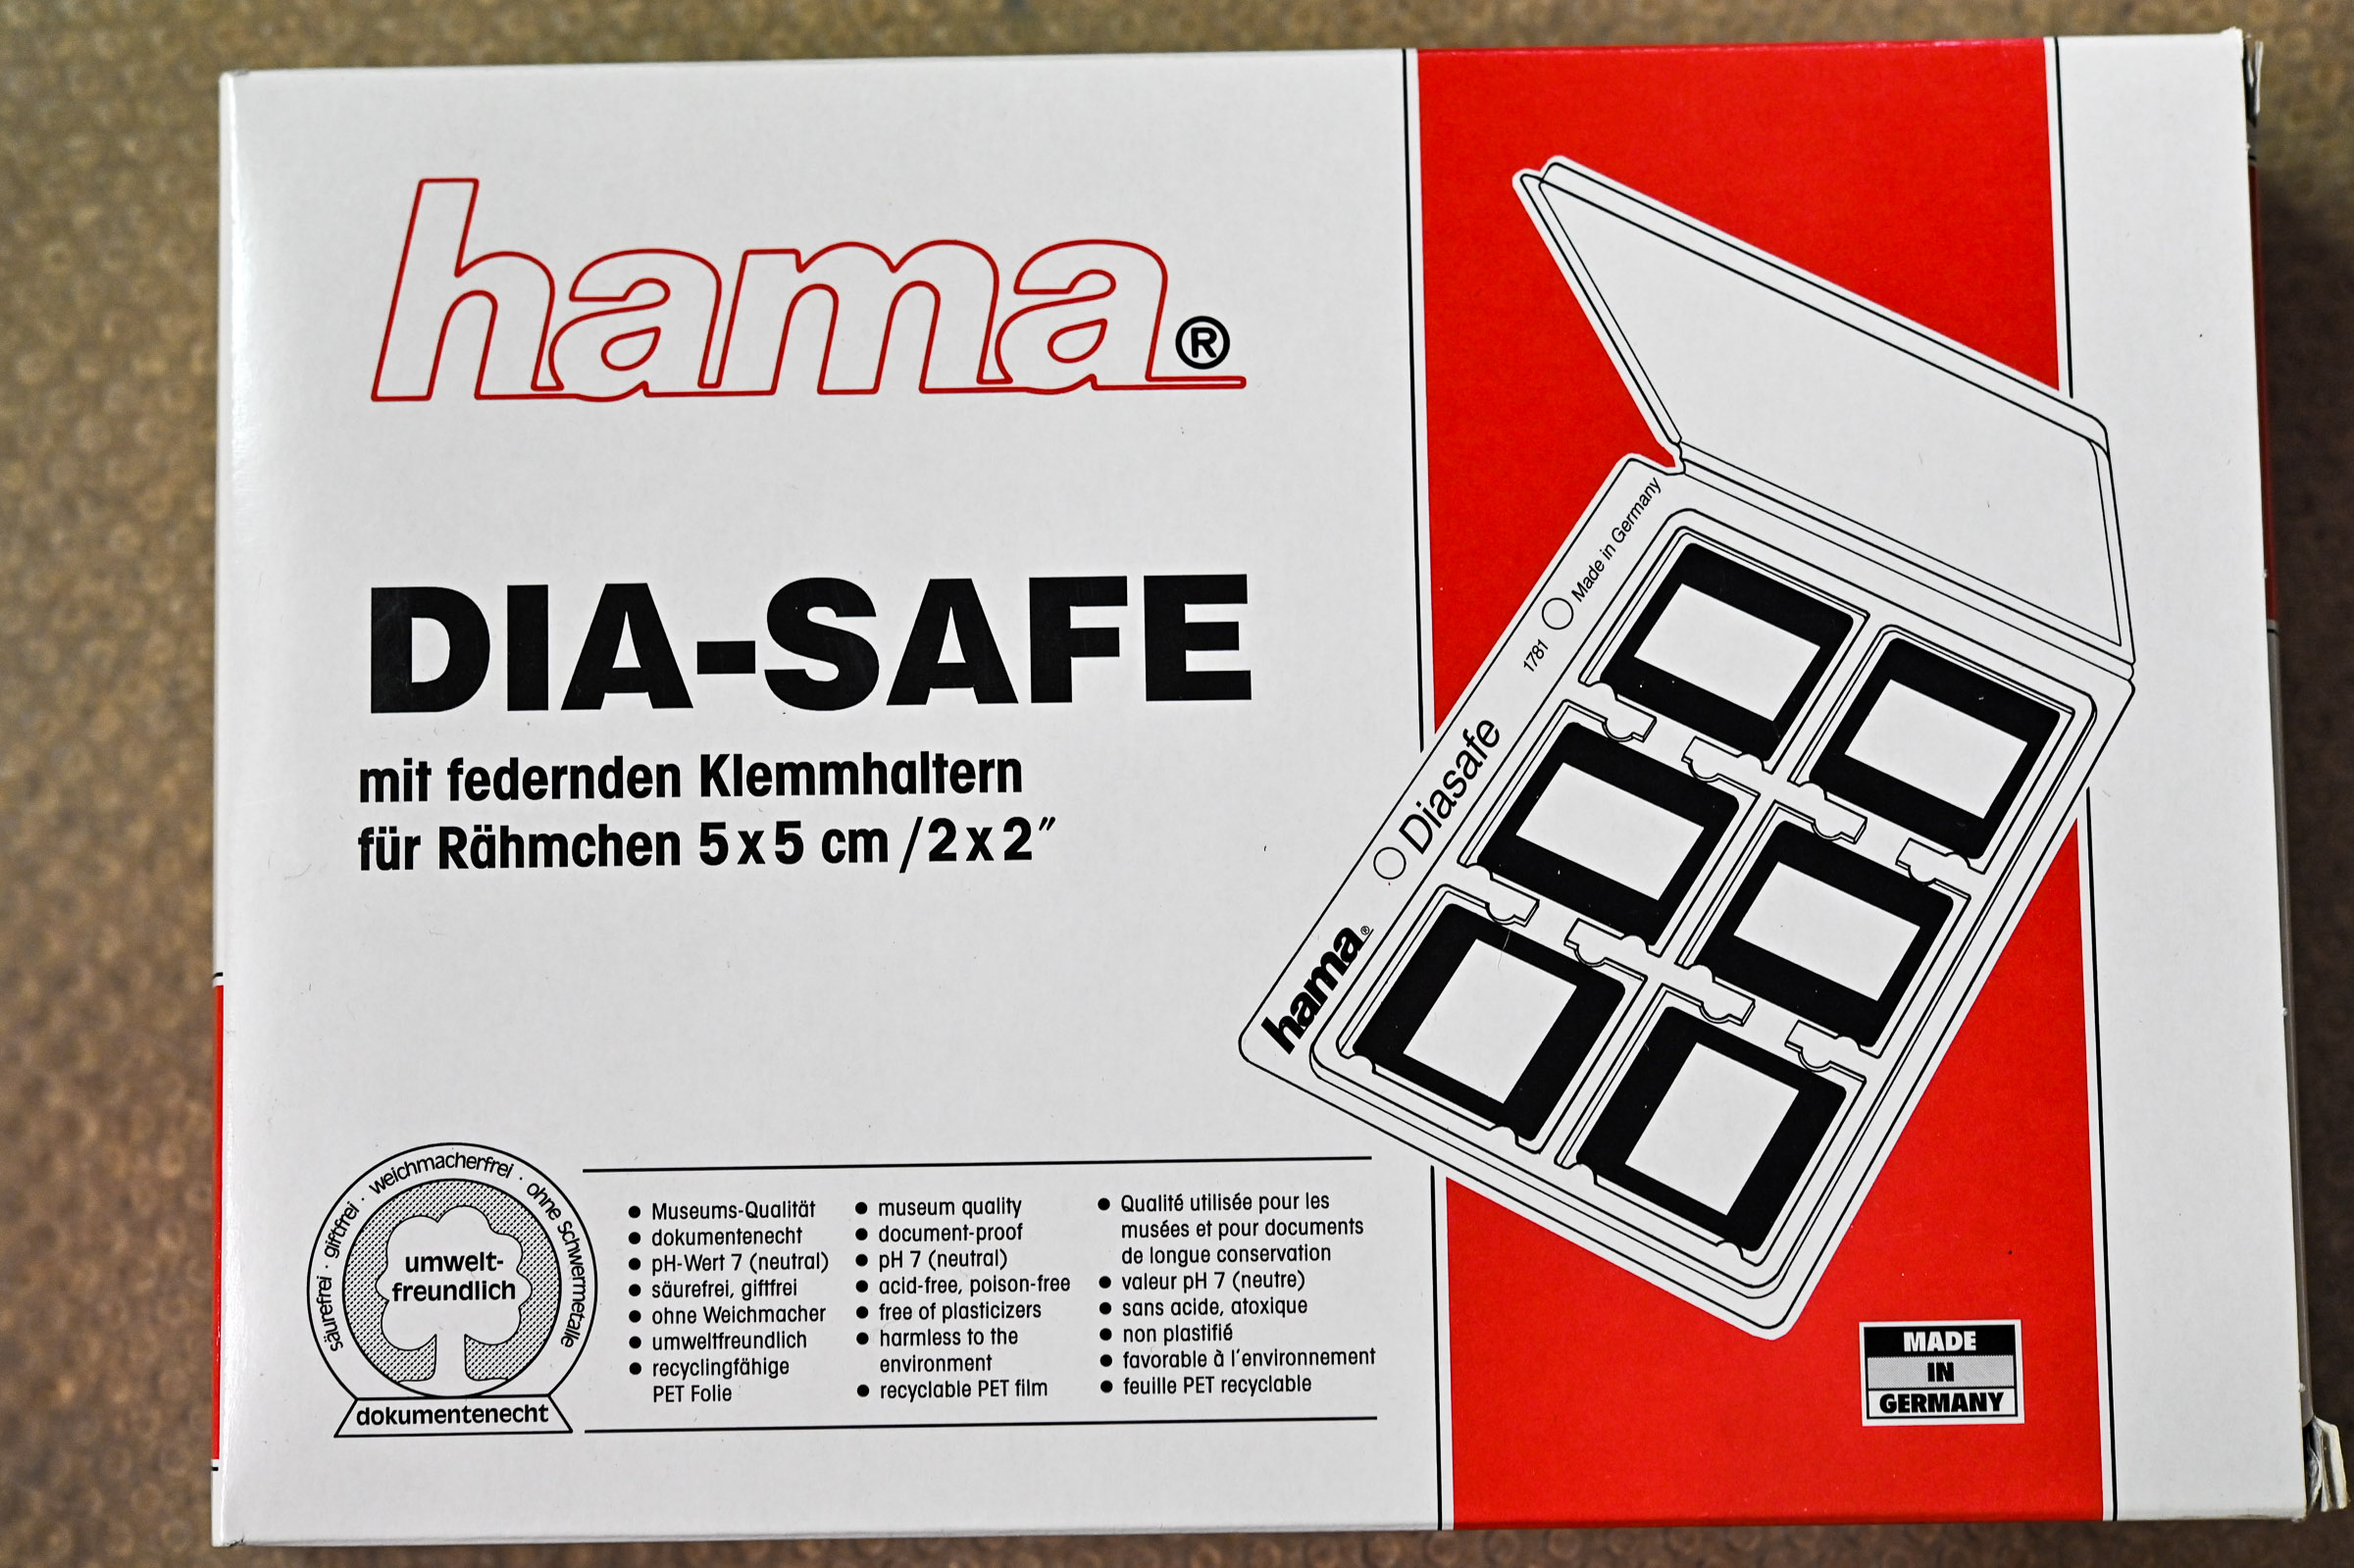 hama®
DIA-SAFE
mit federnden Klemmhaltern
für Rähmchen 5x5 cm/2x2″
säurefrei · giftfrei · weichmacherfrei · ohne Schwermetalle
umwelt-
freundlich
dokumentenecht
● Museums-Qualität
● dokumentenecht
● pH-Wert 7 (neutral)
● säurefrei, giftfrei
● ohne Weichmacher
● umweltfreundlich
● recyclingfähige
PET Folie
● museum quality
● document-proof
● pH 7 (neutral)
● acid-free, poison-free
● free of plasticizers
● harmless to the
environment
● recyclable PET film
● Qualité utilisée pour les
musées et pour documents
de longue conservation
● valeur pH 7 (neutre)
● sans acide, atoxique
● non plastifié
● favorable à l'environnement
● feuille PET recyclable
hama® Diasafe 1781 Made in Germany
MADE
IN
GERMANY